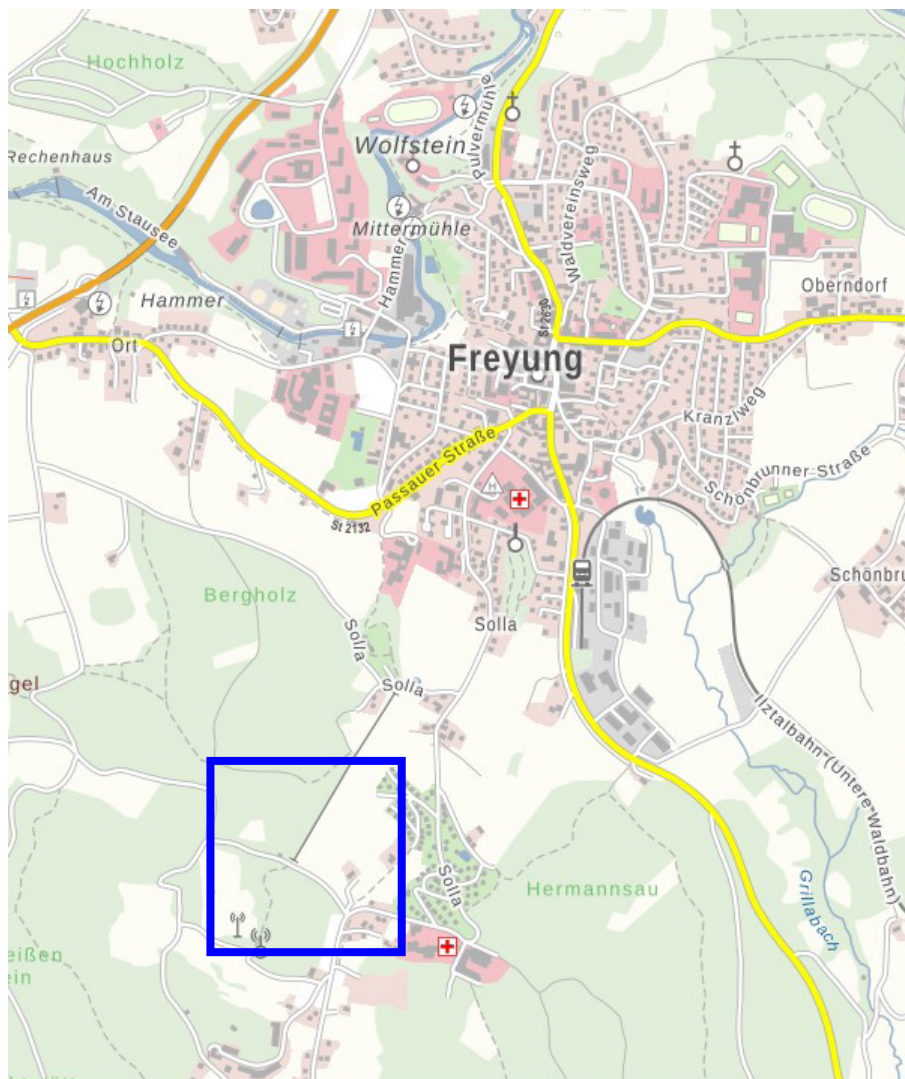 Hochholz
Pulvermühle
Wolfstein
Rechenhaus
Am Stausee
Waldvereinsweg
Mittermühle
Hammer
Hammer
Oberndorf
St 2630
Ort
Freyung
Kranzlweg
Passauer Straße
Schönbrunner Straße
H
St 2132
Bergholz
Schönbru
Solla
Solla
gel
Solla
Ilztalbahn (Untere Waldbahn)
Solla
Hermannsau
Grillabach
eißen
ein